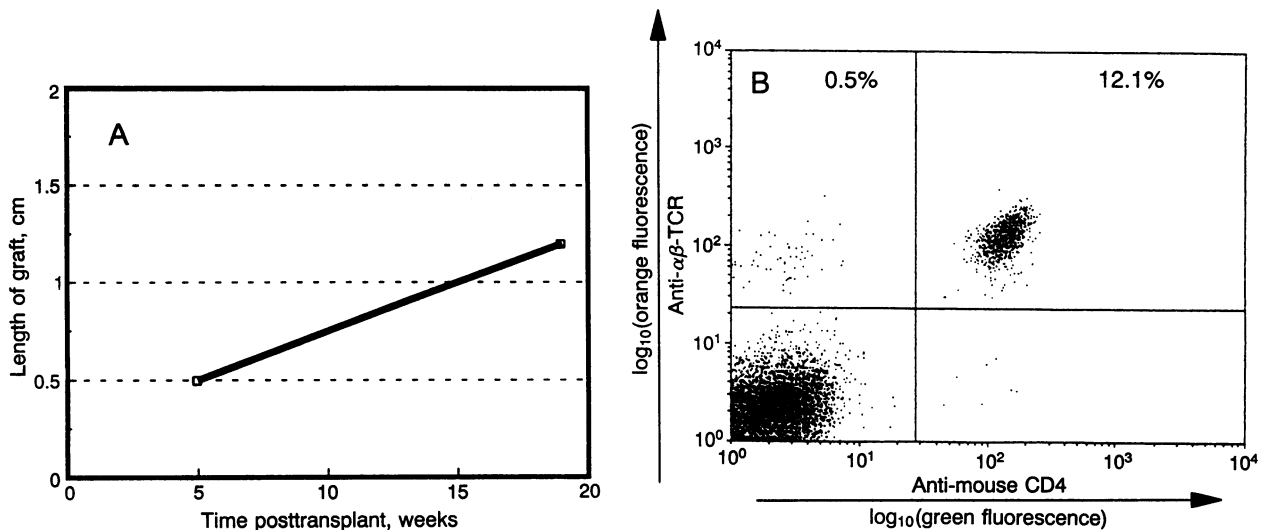 A
2
1.5
1
0.5
0
0
5
10
15
20
Length of graft, cm
Time posttransplant, weeks
B
0.5%
12.1%
10⁴
10³
10²
10¹
10⁰
10⁰
10¹
10²
10³
10⁴
log₁₀(orange fluorescence)
Anti-αβ-TCR
Anti-mouse CD4
log₁₀(green fluorescence)